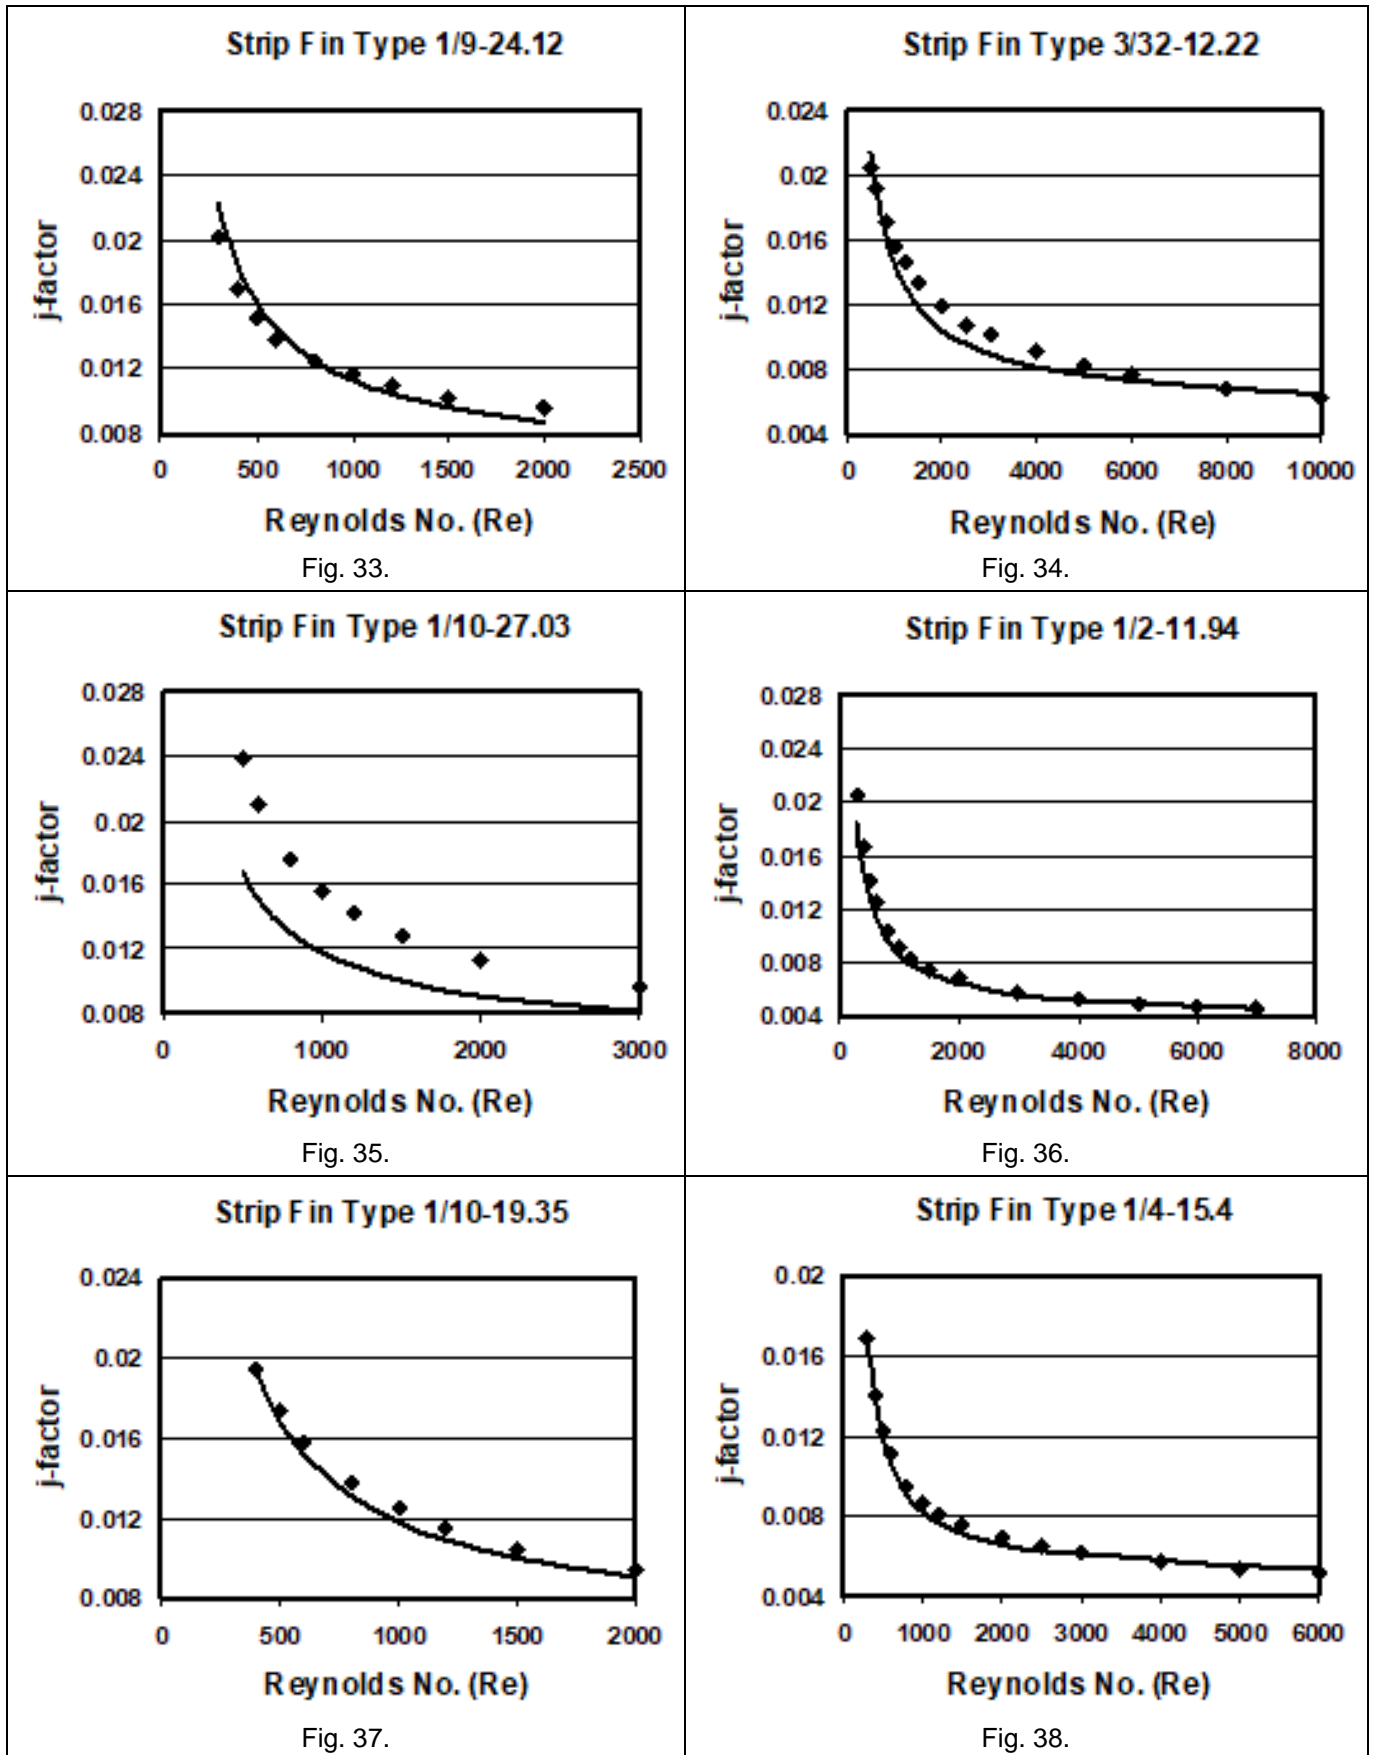 Strip Fin Type 1/9-24.12
0.028
0.024
0.02
0.016
0.012
0.008
j-factor
0 500 1000 1500 2000 2500
Reynolds No. (Re)
Fig. 33.
Strip Fin Type 3/32-12.22
0.024
0.02
0.016
0.012
0.008
0.004
j-factor
0 2000 4000 6000 8000 10000
Reynolds No. (Re)
Fig. 34.
Strip Fin Type 1/10-27.03
0.028
0.024
0.02
0.016
0.012
0.008
j-factor
0 1000 2000 3000
Reynolds No. (Re)
Fig. 35.
Strip Fin Type 1/2-11.94
0.028
0.024
0.02
0.016
0.012
0.008
0.004
j-factor
0 2000 4000 6000 8000
Reynolds No. (Re)
Fig. 36.
Strip Fin Type 1/10-19.35
0.024
0.02
0.016
0.012
0.008
j-factor
0 500 1000 1500 2000
Reynolds No. (Re)
Fig. 37.
Strip Fin Type 1/4-15.4
0.02
0.016
0.012
0.008
0.004
j-factor
0 1000 2000 3000 4000 5000 6000
Reynolds No. (Re)
Fig. 38.